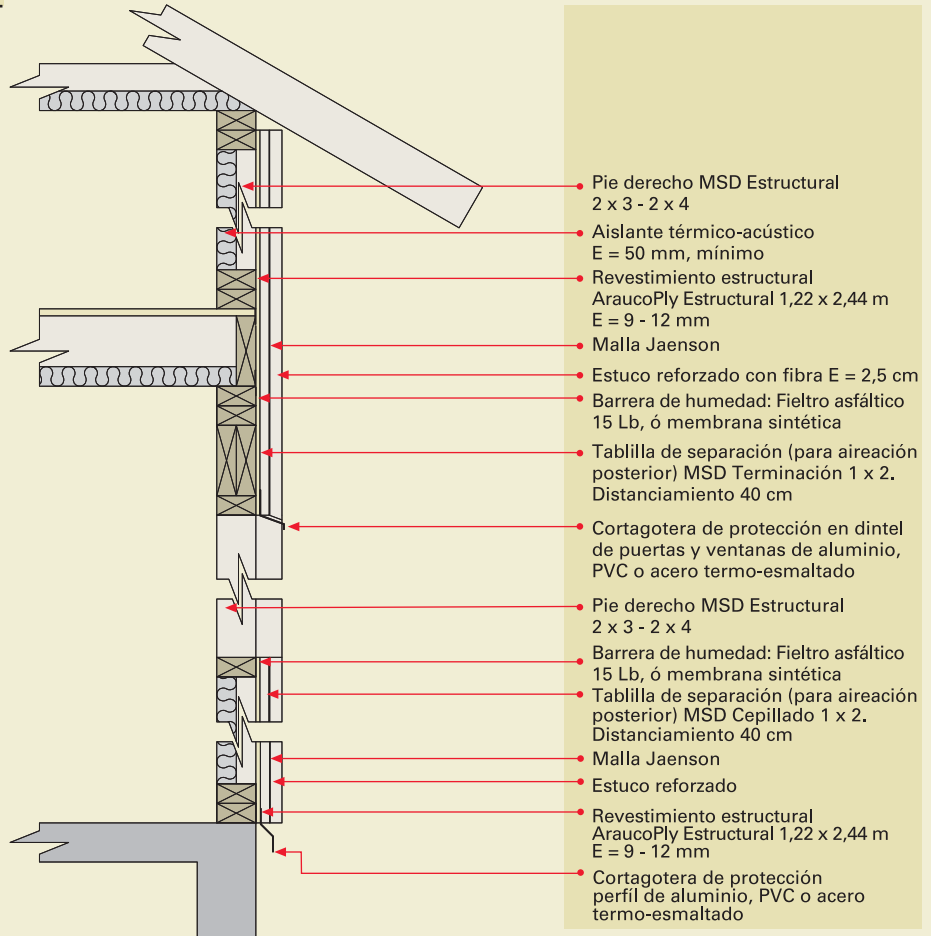 Pie derecho MSD Estructural
2 x 3 - 2 x 4
Aislante térmico-acústico
E = 50 mm, mínimo
Revestimiento estructural
AraucoPly Estructural 1,22 x 2,44 m
E = 9 - 12 mm
Malla Jaenson
Estuco reforzado con fibra E = 2,5 cm
Barrera de humedad: Fieltro asfáltico
15 Lb, ó membrana sintética
Tablilla de separación (para aireación
posterior) MSD Terminación 1 x 2.
Distanciamiento 40 cm
Cortagotera de protección en dintel
de puertas y ventanas de aluminio,
PVC o acero termo-esmaltado
Pie derecho MSD Estructural
2 x 3 - 2 x 4
Barrera de humedad: Fieltro asfáltico
15 Lb, ó membrana sintética
Tablilla de separación (para aireación
posterior) MSD Cepillado 1 x 2.
Distanciamiento 40 cm
Malla Jaenson
Estuco reforzado
Revestimiento estructural
AraucoPly Estructural 1,22 x 2,44 m
E = 9 - 12 mm
Cortagotera de protección
perfíl de aluminio, PVC o acero
termo-esmaltado